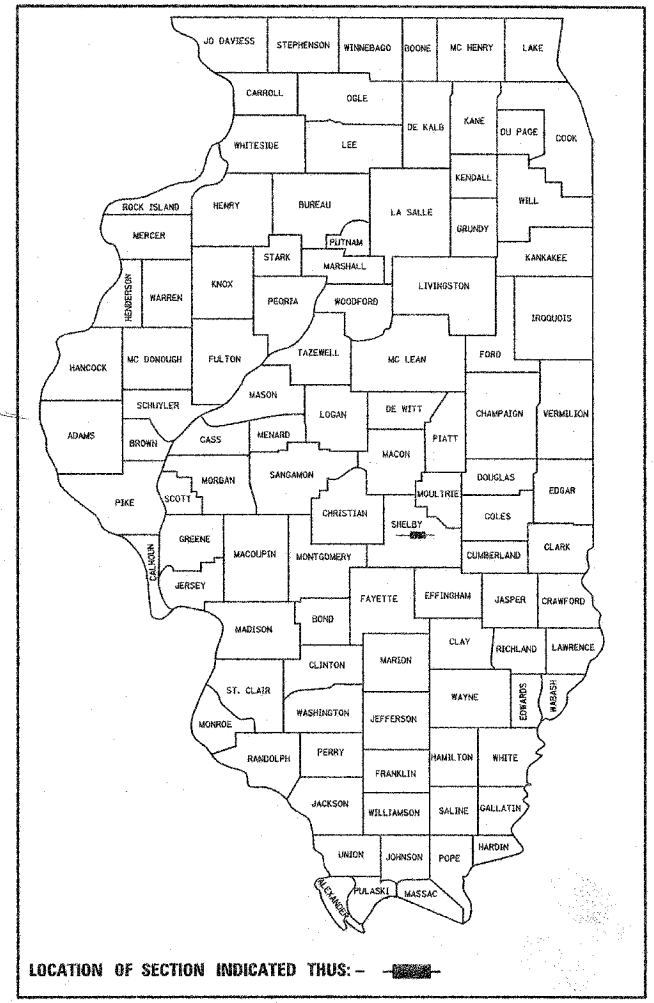 JO DAVIESS
STEPHENSON
WINNEBAGO
BOONE
MC HENRY
LAKE
CARROLL
OGLE
DE KALB
KANE
DU PAGE
COOK
WHITESIDE
LEE
KENDALL
WILL
ROCK ISLAND
HENRY
BUREAU
LA SALLE
GRUNDY
MERCER
PUTNAM
STARK
MARSHALL
KANKAKEE
HENDERSON
WARREN
KNOX
PEORIA
WOODFORD
LIVINGSTON
IROQUOIS
HANCOCK
MC DONOUGH
FULTON
TAZEWELL
MC LEAN
FORD
SCHUYLER
MASON
LOGAN
DE WITT
CHAMPAIGN
VERMILION
ADAMS
BROWN
CASS
MENARD
MACON
PIATT
PIKE
SCOTT
MORGAN
SANGAMON
MOULTRIE
DOUGLAS
EDGAR
CHRISTIAN
SHELBY
COLES
GREENE
MACOUPIN
MONTGOMERY
CUMBERLAND
CLARK
CALHOUN
JERSEY
FAYETTE
EFFINGHAM
JASPER
CRAWFORD
MADISON
BOND
CLAY
RICHLAND
LAWRENCE
MARION
CLINTON
ST. CLAIR
WAYNE
EDWARDS
WABASH
WASHINGTON
JEFFERSON
MONROE
RANDOLPH
PERRY
HAMILTON
WHITE
FRANKLIN
JACKSON
WILLIAMSON
SALINE
GALLATIN
UNION
JOHNSON
POPE
HARDIN
ALEXANDER
PULASKI
MASSAC
LOCATION OF SECTION INDICATED THUS: -